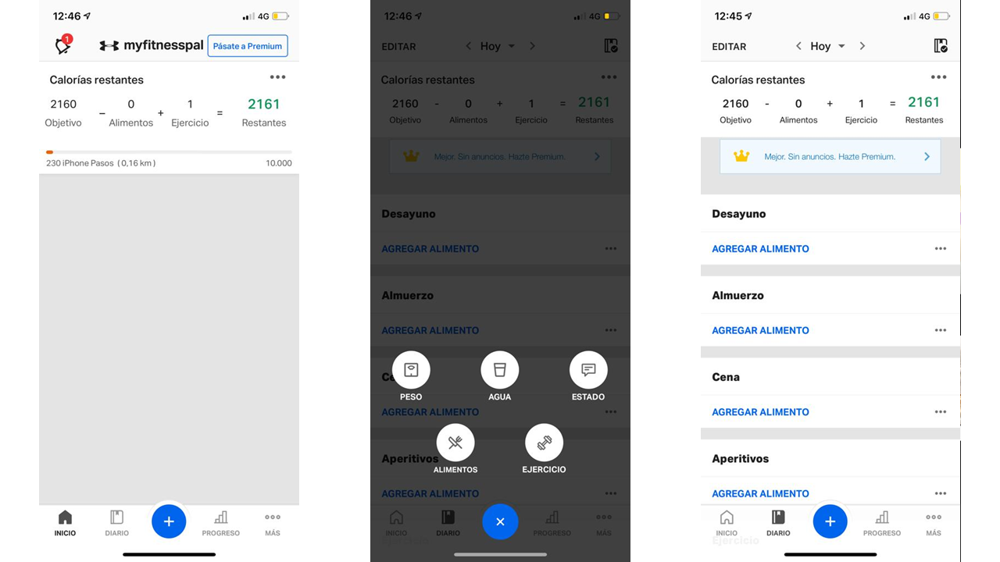 12:46 4G
1 myfitnesspal Pásate a Premium
Calorías restantes
2160 - 0 + 1 = 2161
Objetivo Alimentos Ejercicio Restantes
230 iPhone Pasos ( 0,16 km ) 10.000
INICIO DIARIO + PROGRESO MÁS
12:46 4G
EDITAR < Hoy >
Calorías restantes
2160 - 0 + 1 = 2161
Objetivo Alimentos Ejercicio Restantes
Mejor. Sin anuncios. Hazte Premium. >
Desayuno
AGREGAR ALIMENTO
Almuerzo
AGREGAR ALIMENTO
PESO AGUA ESTADO
AGREGAR ALIMENTO
Aperitivos
ALIMENTOS EJERCICIO
AGREGAR ALIMENTO
INICIO DIARIO × PROGRESO MÁS
Ejercicio
12:45 4G
EDITAR < Hoy >
Calorías restantes
2160 - 0 + 1 = 2161
Objetivo Alimentos Ejercicio Restantes
Mejor. Sin anuncios. Hazte Premium. >
Desayuno
AGREGAR ALIMENTO
Almuerzo
AGREGAR ALIMENTO
Cena
AGREGAR ALIMENTO
Aperitivos
AGREGAR ALIMENTO
INICIO DIARIO + PROGRESO MÁS
Ejercicio